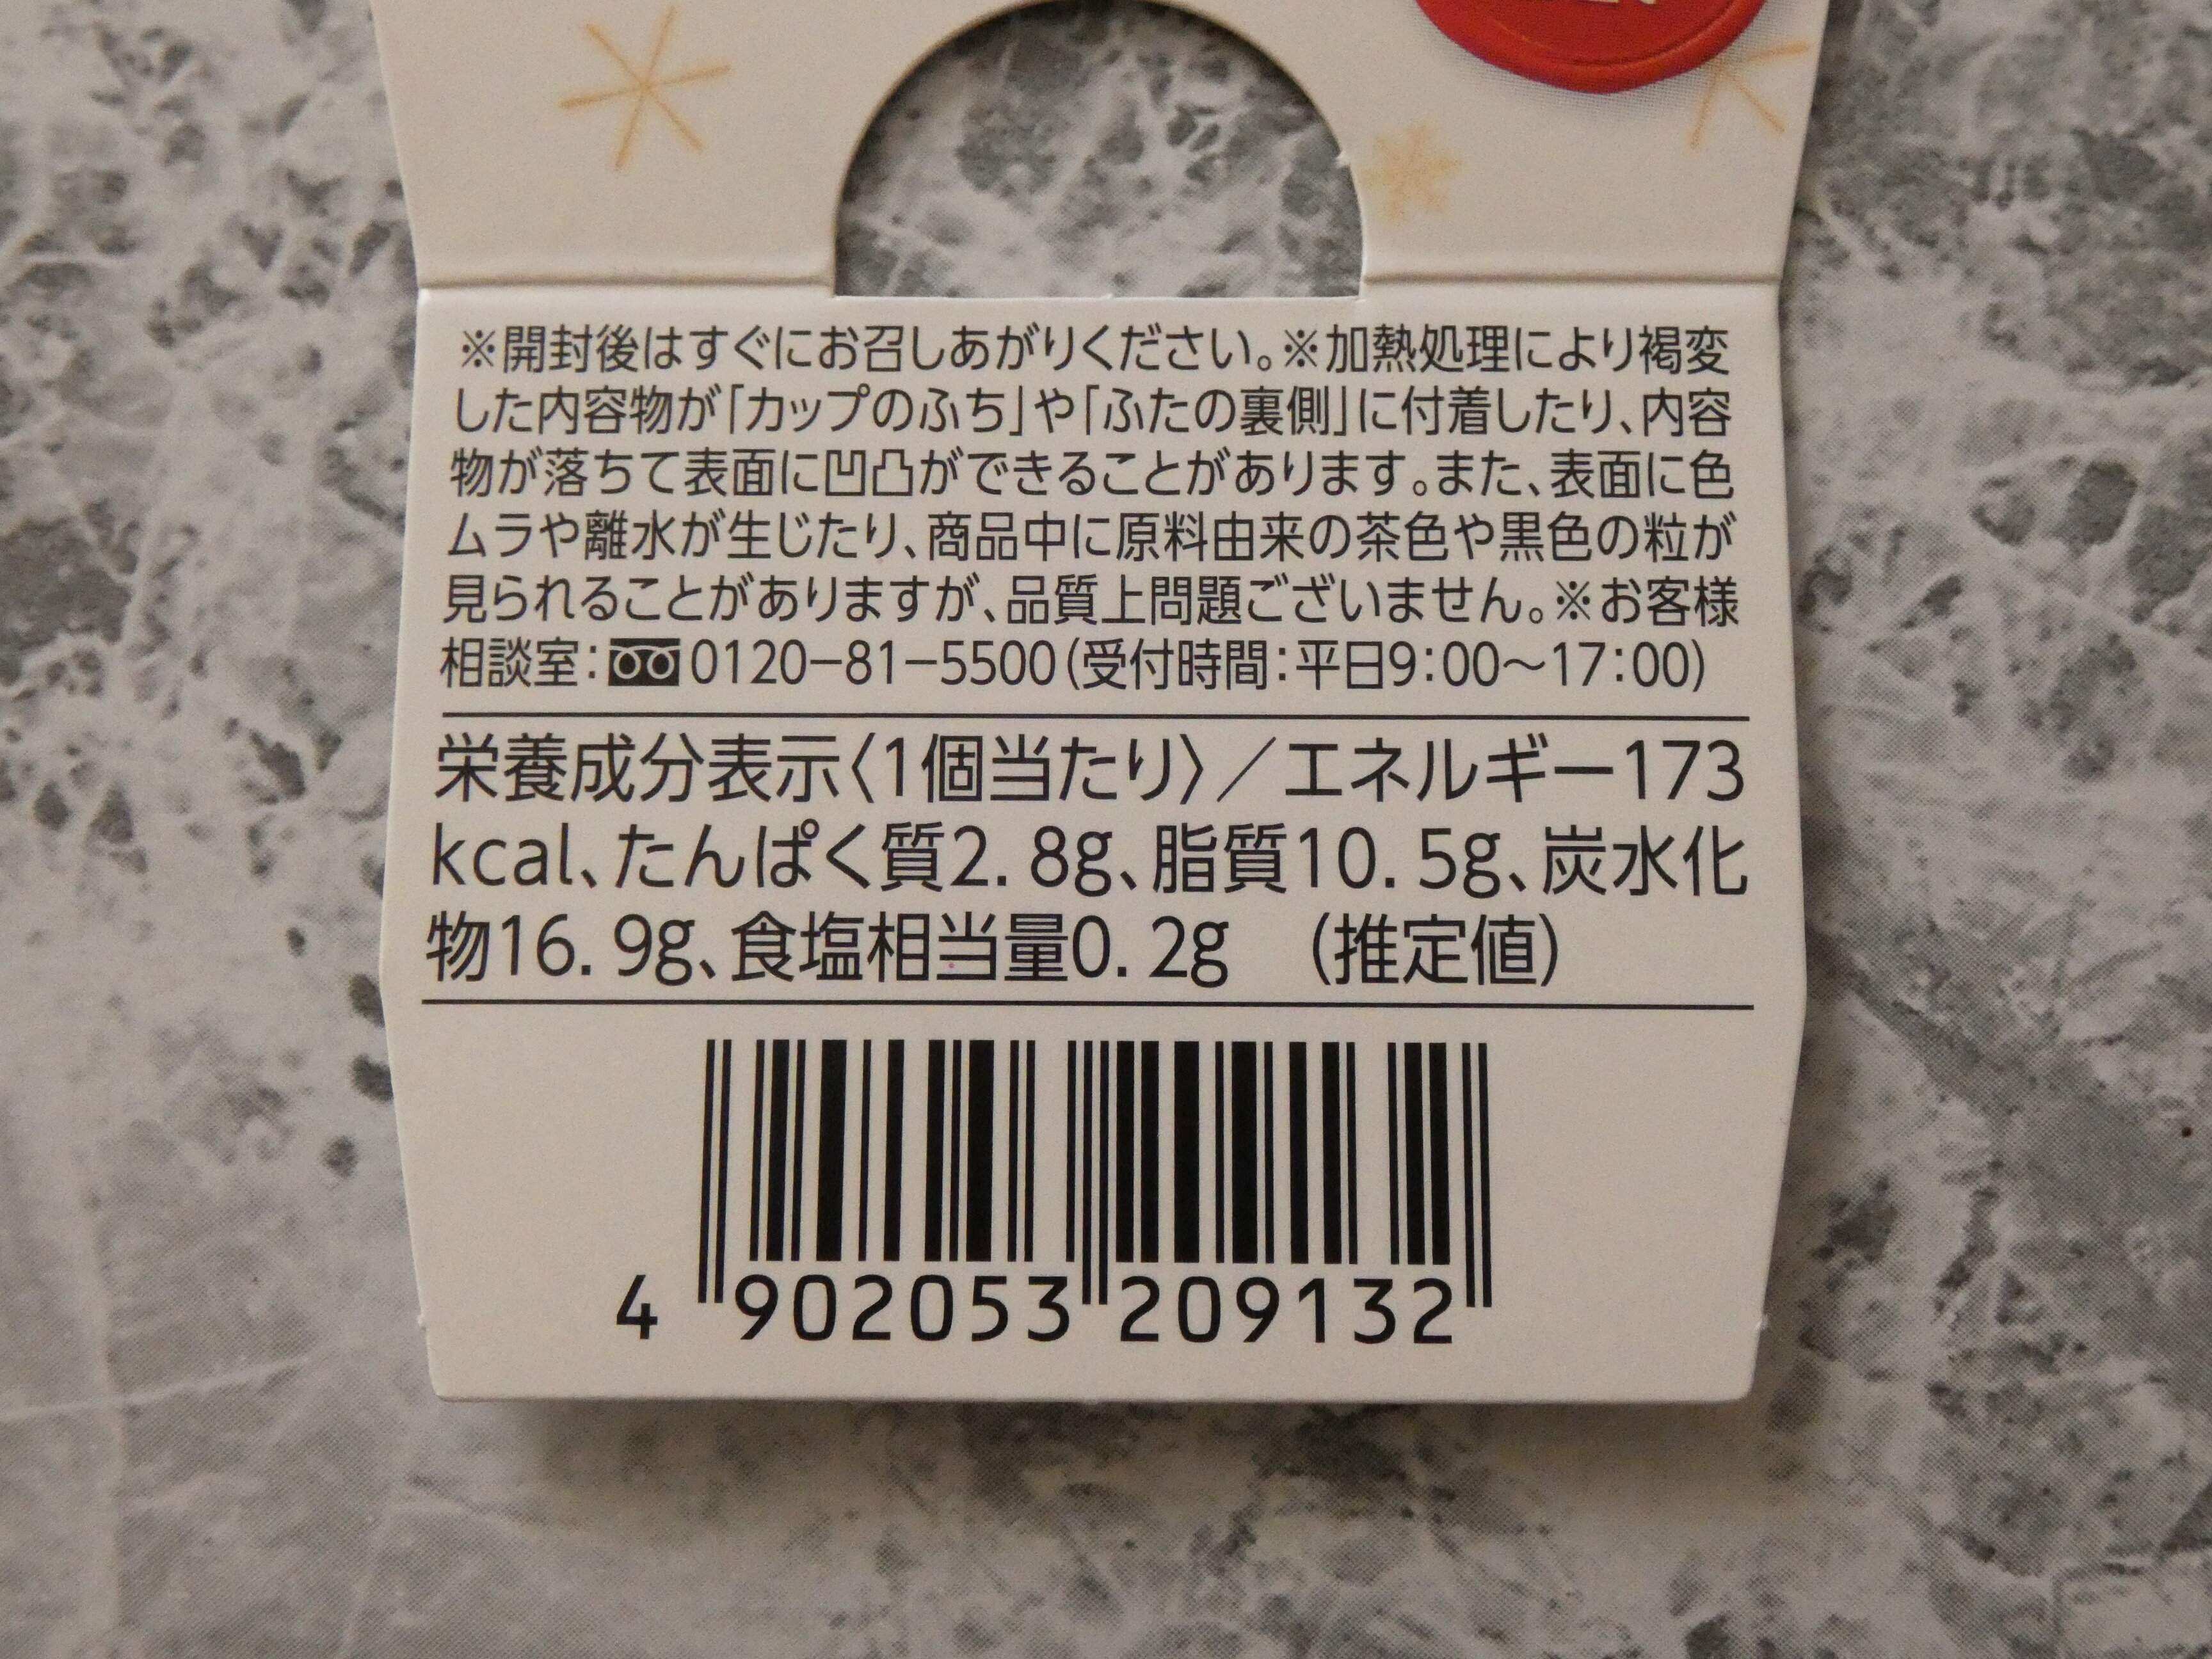 ※開封後はすぐにお召しあがりください。※加熱処理により褐変
した内容物が「カップのふち」や「ふたの裏側」に付着したり、内容
物が落ちて表面に凹凸ができることがあります。また、表面に色
ムラや離水が生じたり、商品中に原料由来の茶色や黒色の粒が
見られることがありますが、品質上問題ございません。※お客様
相談室：0120−81−5500（受付時間：平日9：00〜17：00）
栄養成分表示〈1個当たり〉／エネルギー173
kcal、たんぱく質2．8g、脂質10．5g、炭水化
物16．9g、食塩相当量0．2g　（推定値）
4 902053 209132